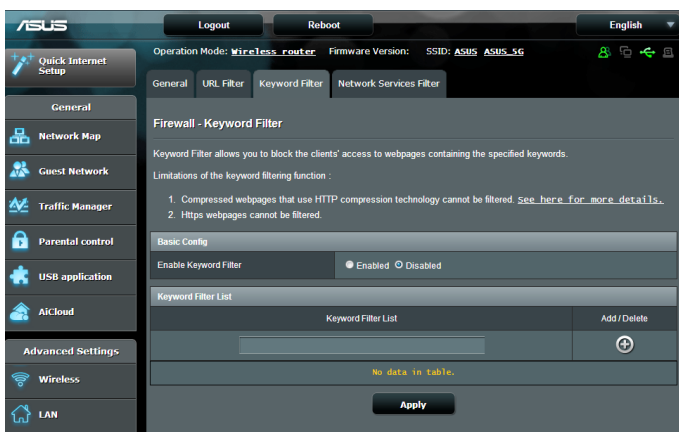 ASUS
Logout
Reboot
English
Quick Internet
Setup
Operation Mode: Wireless router Firmware Version: SSID: ASUS ASUS_5G
General
URL Filter
Keyword Filter
Network Services Filter
General
Network Map
Guest Network
Traffic Manager
Parental control
USB application
AiCloud
Advanced Settings
Wireless
LAN
Firewall - Keyword Filter
Keyword Filter allows you to block the clients' access to webpages containing the specified keywords.
Limitations of the keyword filtering function :
1. Compressed webpages that use HTTP compression technology cannot be filtered. See here for more details.
2. Https webpages cannot be filtered.
Basic Config
Enable Keyword Filter
Enabled Disabled
Keyword Filter List
Keyword Filter List
Add / Delete
No data in table.
Apply